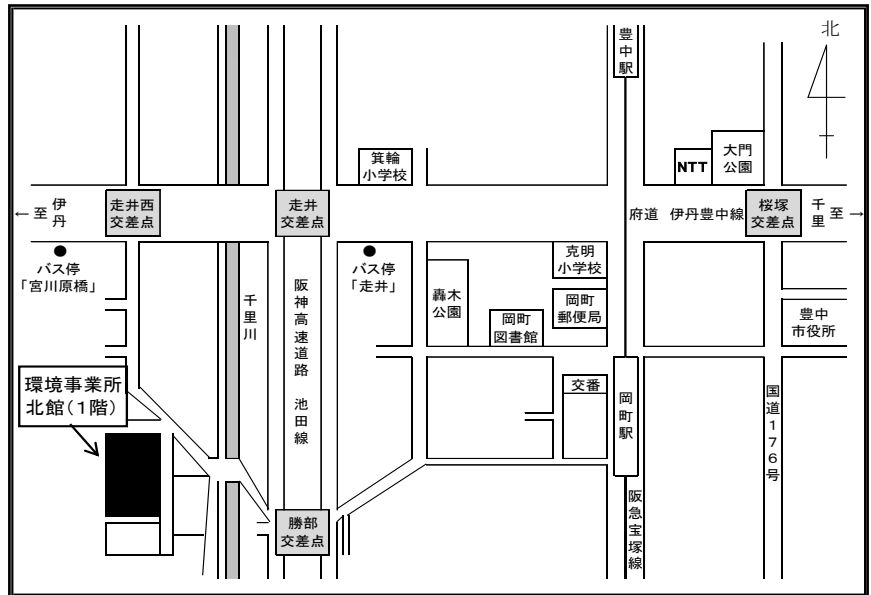 豊中駅
北
箕輪
小学校
NTT
大門
公園
←至
伊丹
走井西
交差点
走井
交差点
府道 伊丹豊中線
桜塚
交差点
千里
至→
バス停
「宮川原橋」
千里川
阪神高速道路 池田線
バス停
「走井」
轟木
公園
克明
小学校
岡町
図書館
岡町
郵便局
豊中
市役所
環境事業所
北館(1階)
交番
岡町駅
国道176号
勝部
交差点
阪急宝塚線